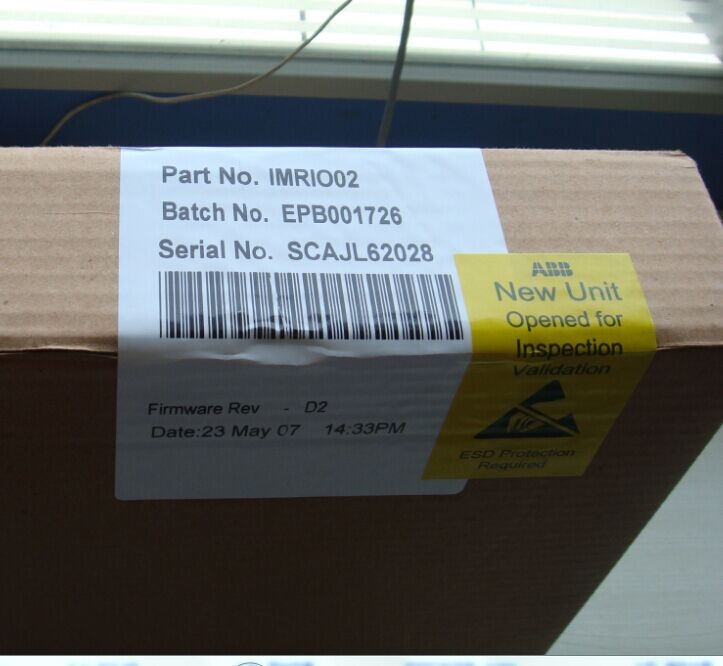 Part No. IMRIO02
Batch No. EPB001726
Serial No. SCAJL62028
Firmware Rev - D2
Date:23 May 07 14:33PM
ABB
New Unit
Opened for
Inspection
Validation
ESD Protection
Required